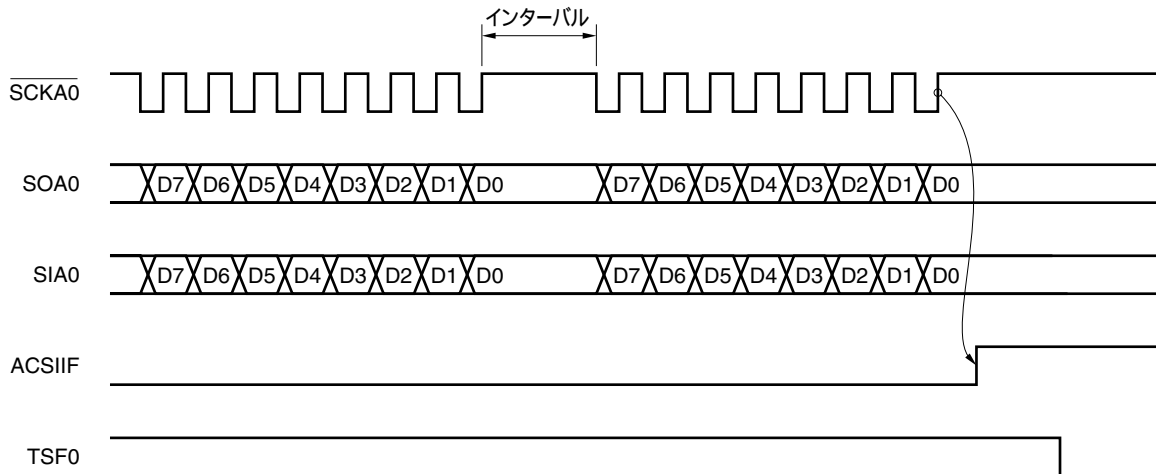 インターバル
SCKA0
SOA0 D7 D6 D5 D4 D3 D2 D1 D0 D7 D6 D5 D4 D3 D2 D1 D0
SIA0 D7 D6 D5 D4 D3 D2 D1 D0 D7 D6 D5 D4 D3 D2 D1 D0
ACSIIF
TSF0